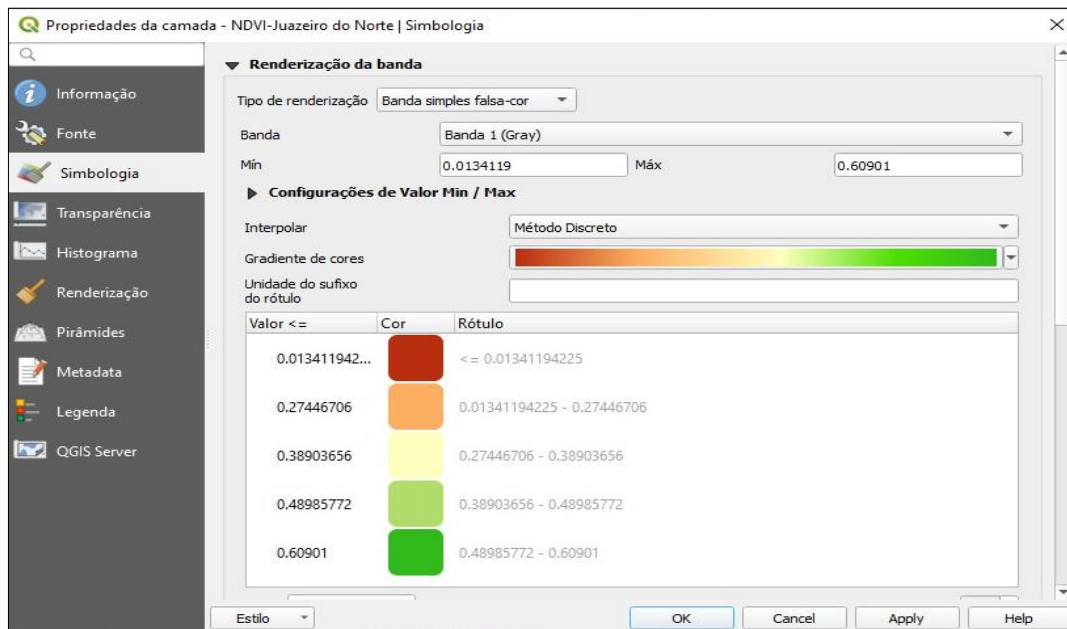 Propriedades da camada - NDVI-Juazeiro do Norte | Simbologia
Informação
Fonte
Simbologia
Transparência
Histograma
Renderização
Pirâmides
Metadata
Legenda
QGIS Server
Renderização da banda
Tipo de renderização Banda simples falsa-cor
Banda Banda 1 (Gray)
Mín 0.0134119 Máx 0.60901
Configurações de Valor Min / Max
Interpolar Método Discreto
Gradiente de cores
Unidade do sufixo
do rótulo
Valor <= Cor Rótulo
0.013411942... <= 0.01341194225
0.27446706 0.01341194225 - 0.27446706
0.38903656 0.27446706 - 0.38903656
0.48985772 0.38903656 - 0.48985772
0.60901 0.48985772 - 0.60901
Estilo OK Cancel Apply Help